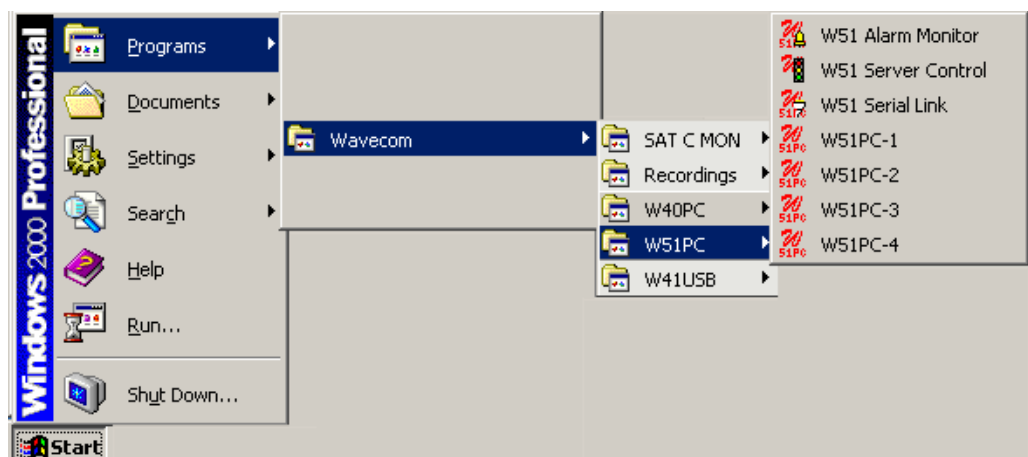 Windows 2000 Professional
Programs
Documents
Settings
Search
Help
Run...
Shut Down...
Start
Wavecom
SAT C MON
Recordings
W40PC
W51PC
W41USB
W51 Alarm Monitor
W51 Server Control
W51 Serial Link
W51PC-1
W51PC-2
W51PC-3
W51PC-4